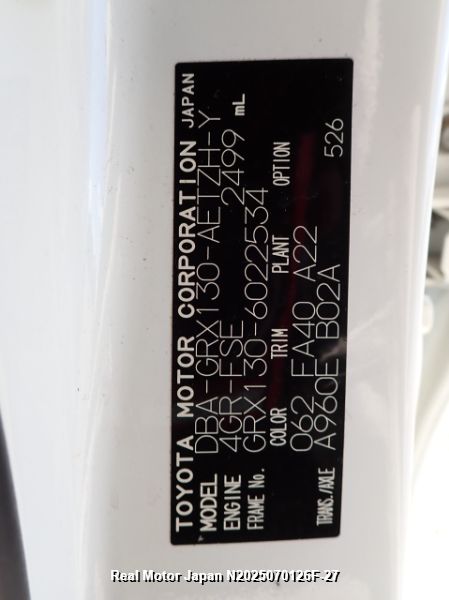 TOYOTA MOTOR CORPORATION JAPAN
MODEL DBA-GRX130-AETZH-Y
ENGINE 4GR-FSE 2499 mL
FRAME No. GRX130-6022534
COLOR TRIM PLANT OPTION
062 FA40 A22
TRANS./AXLE A960E B02A 526
Real Motor Japan N2025070126F-27